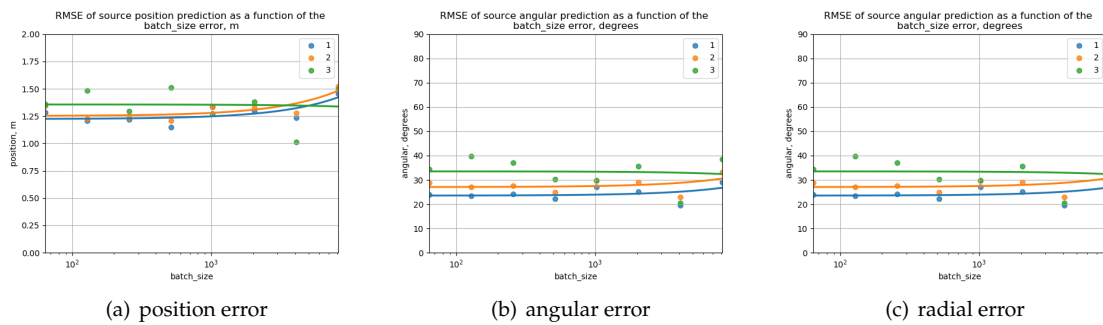 RMSE of source position prediction as a function of the
batch_size error, m
2.00
1.75
1.50
1.25
1.00
0.75
0.50
0.25
0.00
position, m
10²
10³
batch_size
1
2
3
(a) position error
RMSE of source angular prediction as a function of the
batch_size error, degrees
90
80
70
60
50
40
30
20
10
0
angular, degrees
10²
10³
batch_size
1
2
3
(b) angular error
RMSE of source angular prediction as a function of the
batch_size error, degrees
90
80
70
60
50
40
30
20
10
0
angular, degrees
10²
10³
batch_size
1
2
3
(c) radial error